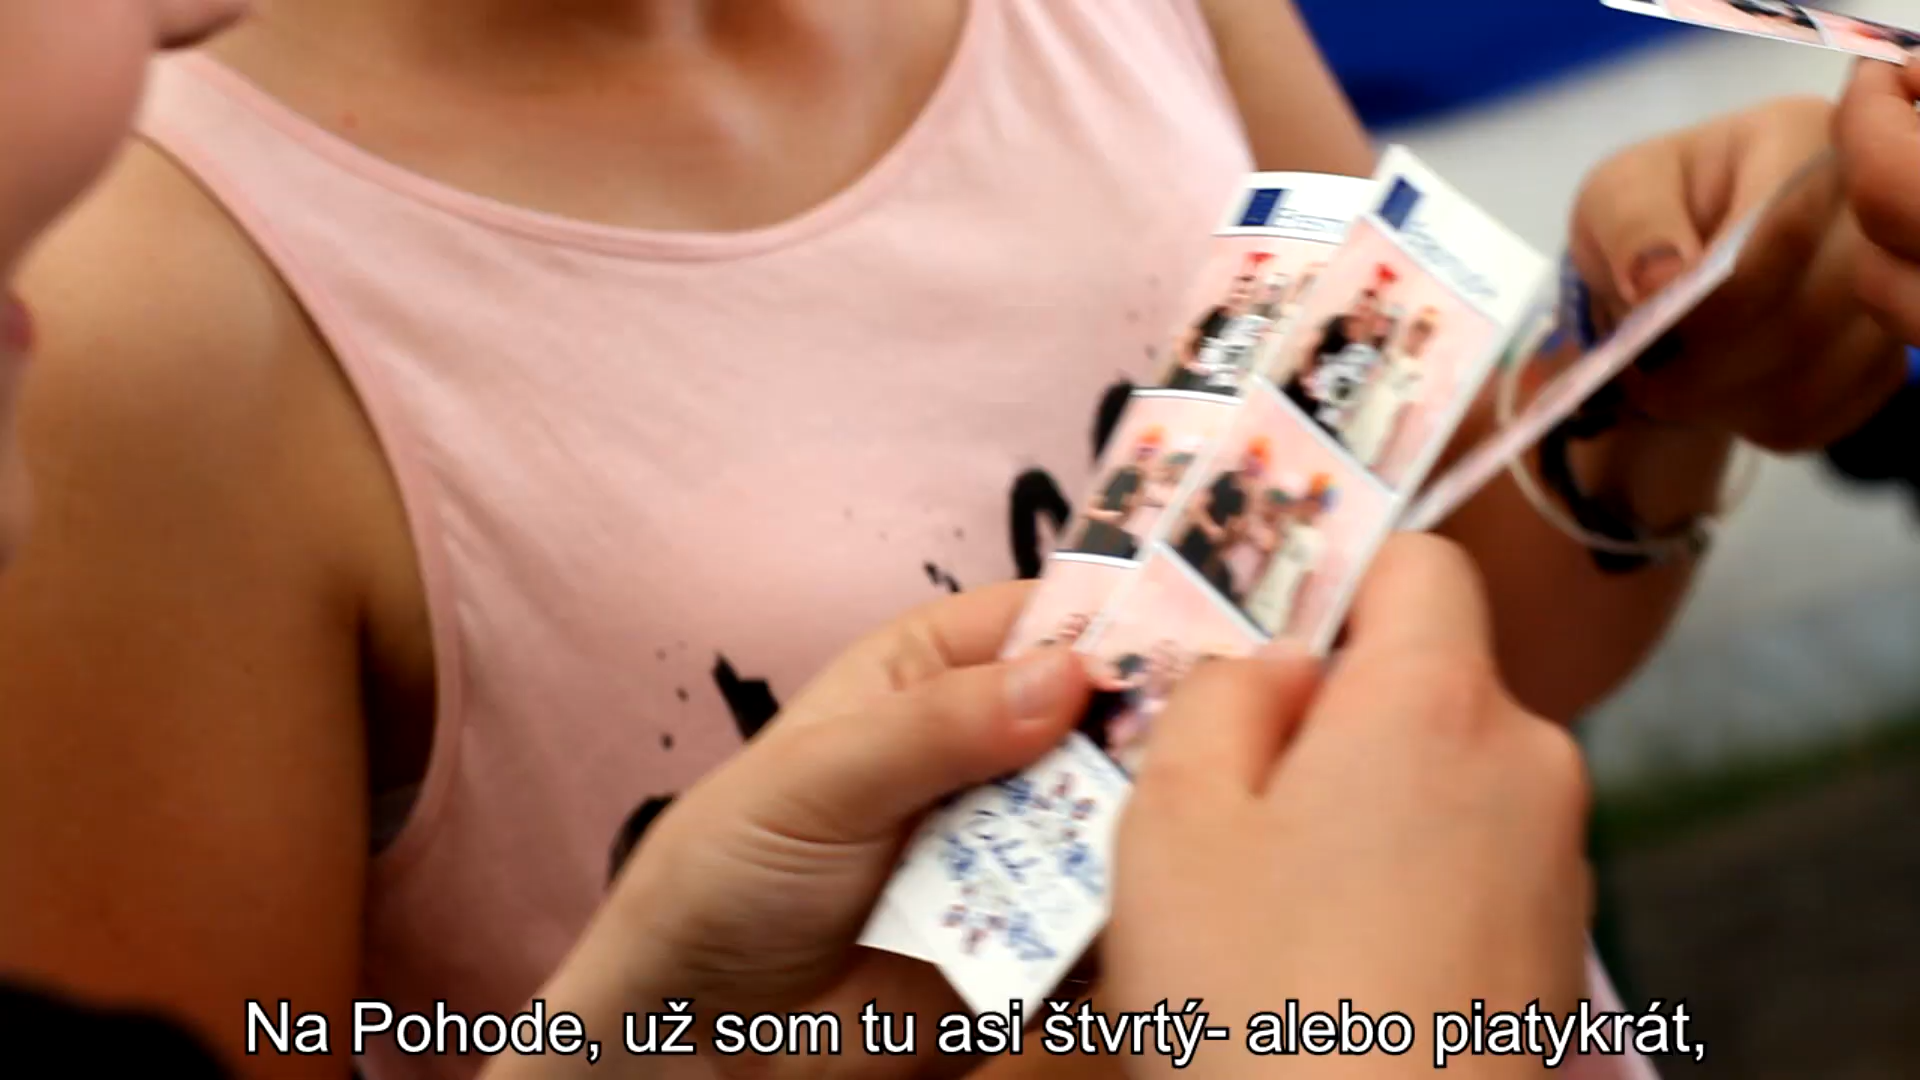 Na Pohode, už som tu asi štvrtý- alebo piatykrát,